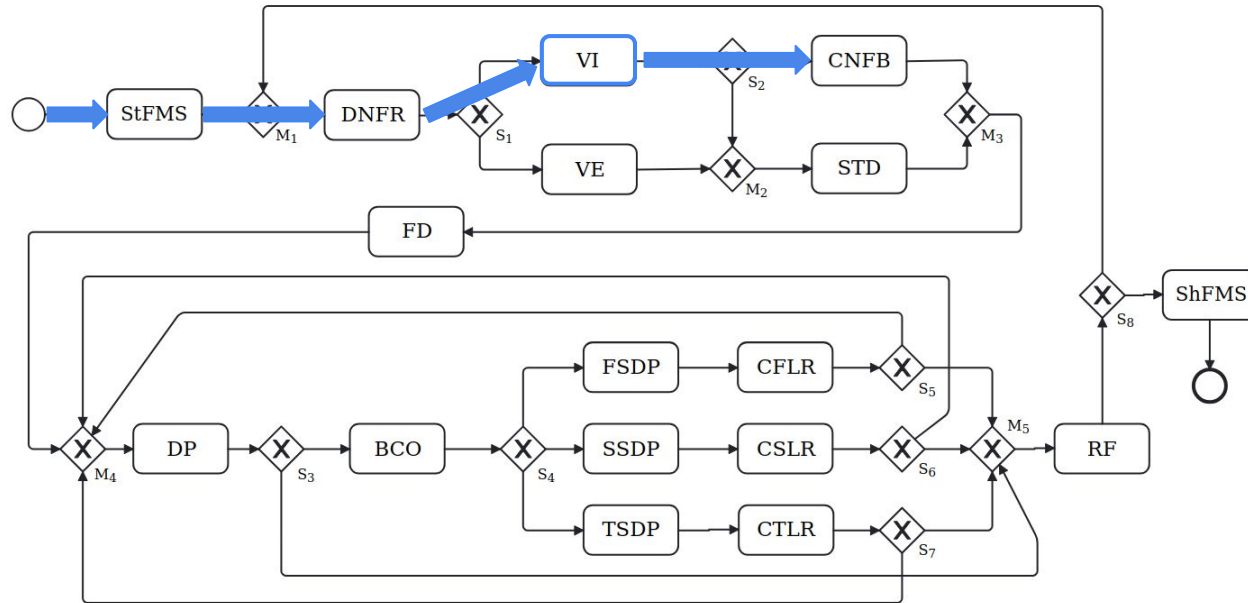 VI
CNFB
S2
StFMS
DNFR
M1
S1
M3
VE
STD
M2
FD
ShFMS
S8
FSDP
CFLR
S5
M5
DP
BCO
SSDP
CSLR
RF
M4
S3
S4
S6
TSDP
CTLR
S7